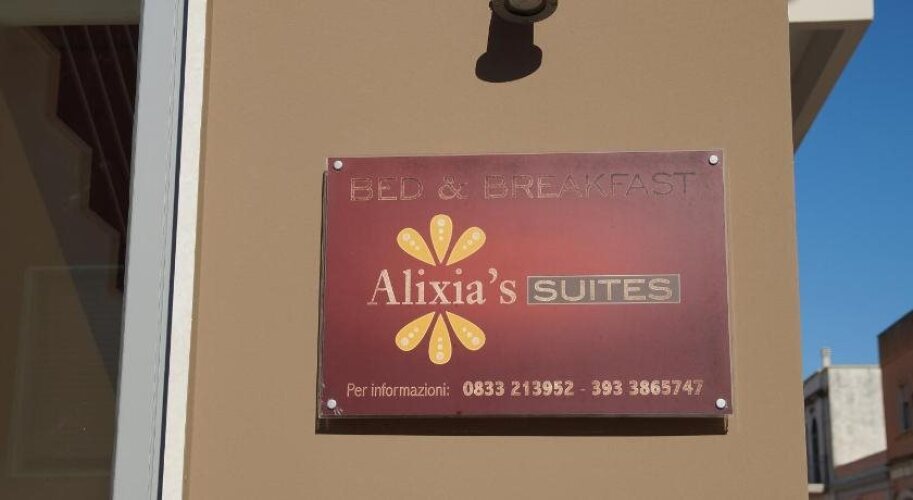 BED & BREAKFAST
Alixia's SUITES
Per informazioni: 0833 213952 - 393 3865747